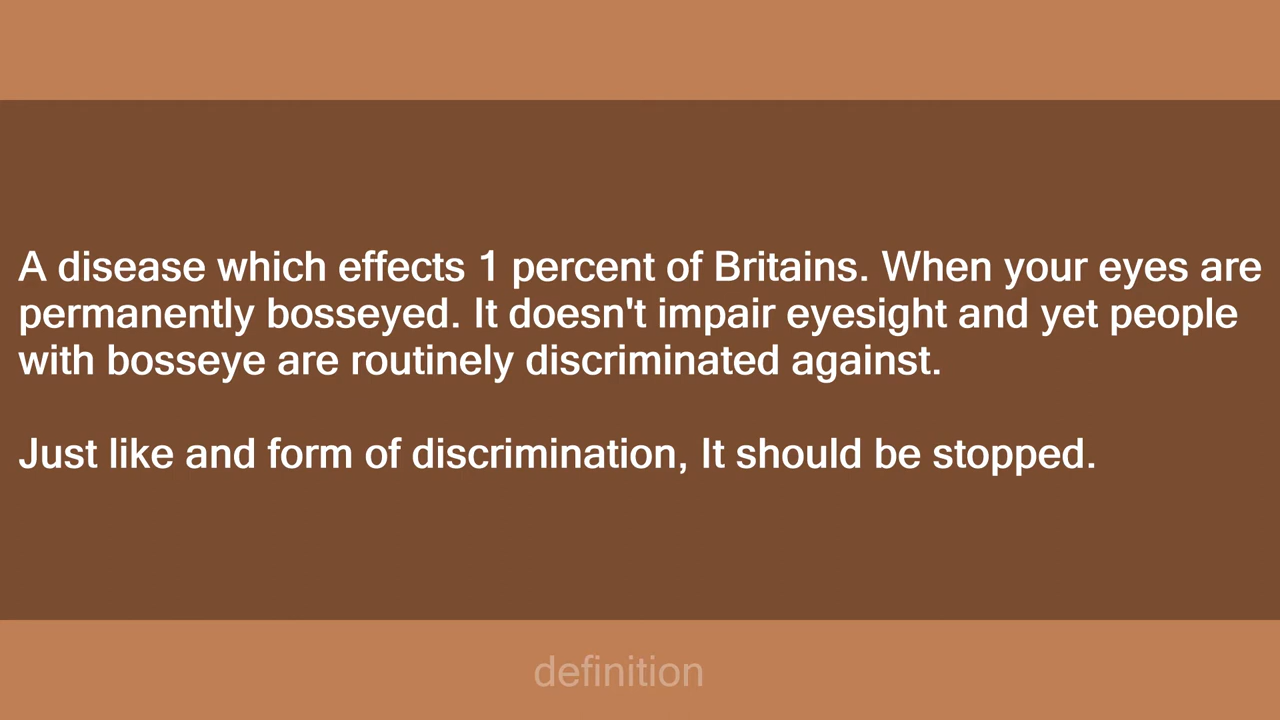 A disease which effects 1 percent of Britains. When your eyes are
permanently bosseyed. It doesn't impair eyesight and yet people
with bosseye are routinely discriminated against.
Just like and form of discrimination, It should be stopped.
definition